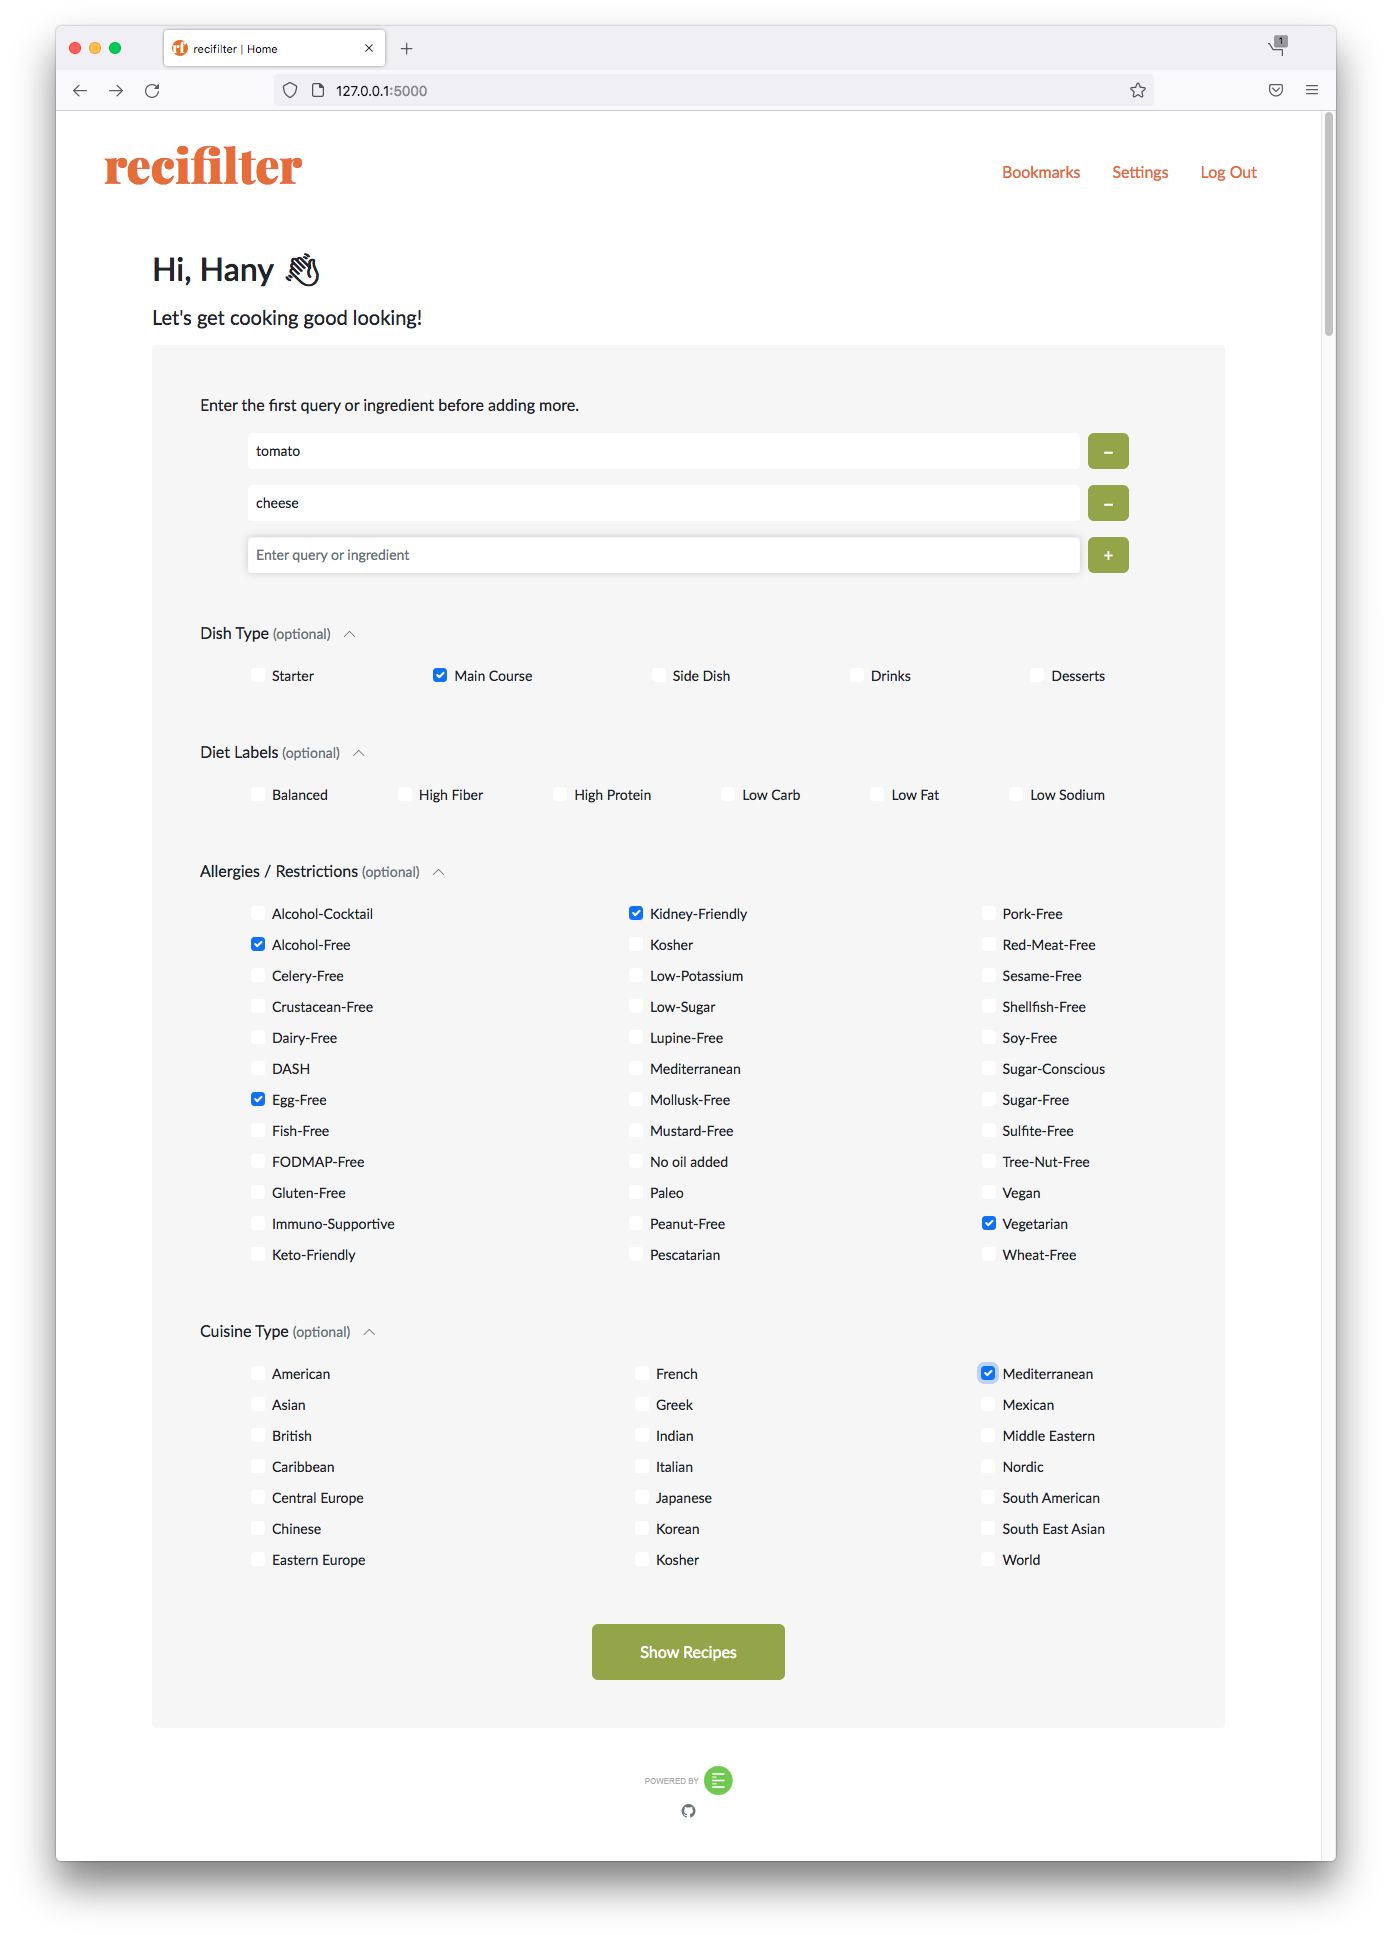 recifilter | Home
1
127.0.0.1:5000
recifilter
Bookmarks Settings Log Out
Hi, Hany
Let's get cooking good looking!
Enter the first query or ingredient before adding more.
tomato
–
cheese
–
Enter query or ingredient
+
Dish Type (optional)
Starter Main Course Side Dish Drinks Desserts
Diet Labels (optional)
Balanced High Fiber High Protein Low Carb Low Fat Low Sodium
Allergies / Restrictions (optional)
Alcohol-Cocktail Kidney-Friendly Pork-Free
Alcohol-Free Kosher Red-Meat-Free
Celery-Free Low-Potassium Sesame-Free
Crustacean-Free Low-Sugar Shellfish-Free
Dairy-Free Lupine-Free Soy-Free
DASH Mediterranean Sugar-Conscious
Egg-Free Mollusk-Free Sugar-Free
Fish-Free Mustard-Free Sulfite-Free
FODMAP-Free No oil added Tree-Nut-Free
Gluten-Free Paleo Vegan
Immuno-Supportive Peanut-Free Vegetarian
Keto-Friendly Pescatarian Wheat-Free
Cuisine Type (optional)
American French Mediterranean
Asian Greek Mexican
British Indian Middle Eastern
Caribbean Italian Nordic
Central Europe Japanese South American
Chinese Korean South East Asian
Eastern Europe Kosher World
Show Recipes
POWERED BY